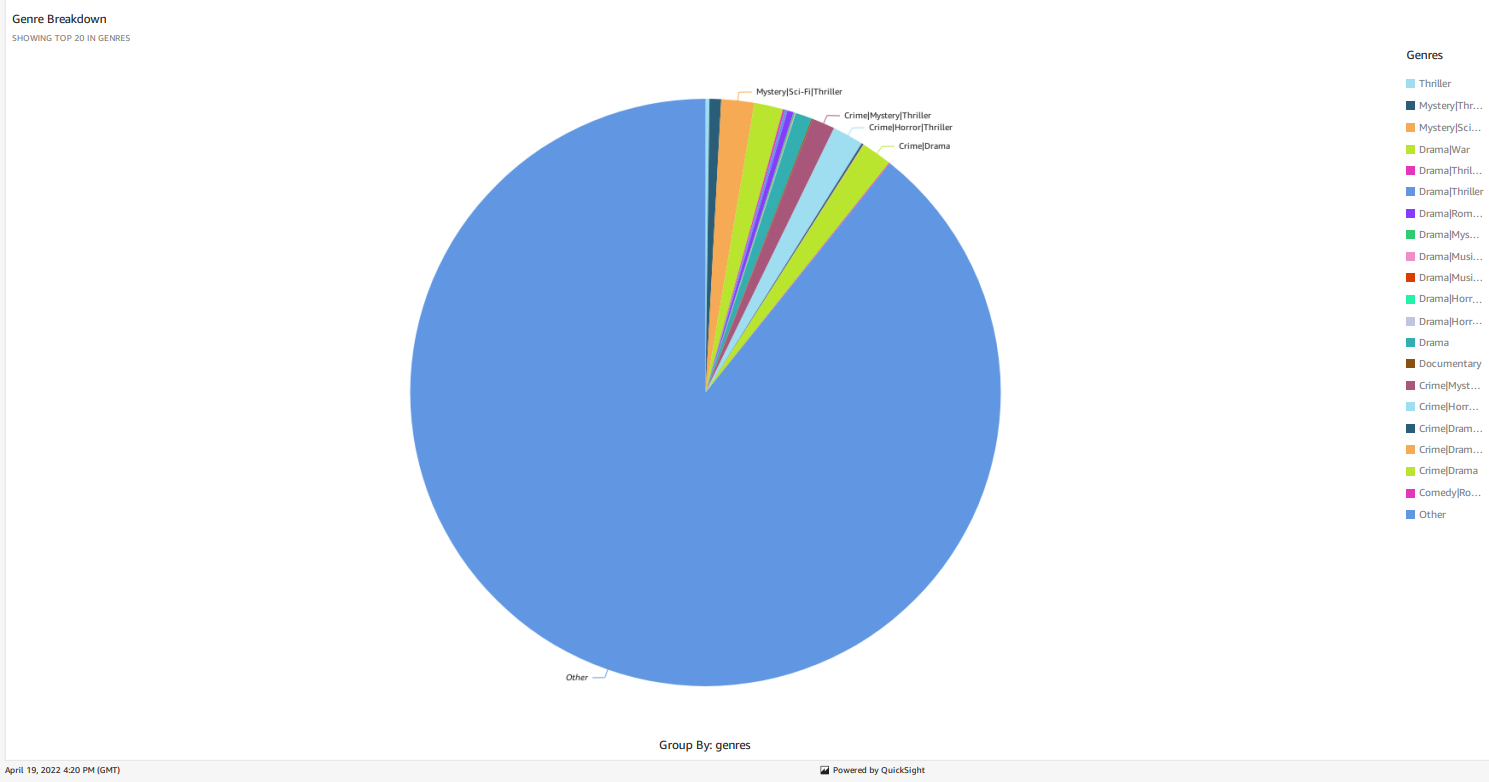 Genre Breakdown
SHOWING TOP 20 IN GENRES
Genres
Thriller
Mystery|Thr...
Mystery|Sci...
Drama|War
Drama|Thril...
Drama|Thriller
Drama|Rom...
Drama|Mys...
Drama|Musi...
Drama|Musi...
Drama|Horr...
Drama|Horr...
Drama
Documentary
Crime|Myst...
Crime|Horr...
Crime|Dram...
Crime|Dram...
Crime|Drama
Comedy|Ro...
Other
Mystery|Sci-Fi|Thriller
Crime|Mystery|Thriller
Crime|Horror|Thriller
Crime|Drama
Other
Group By: genres
April 19, 2022 4:20 PM (GMT)
Powered by QuickSight